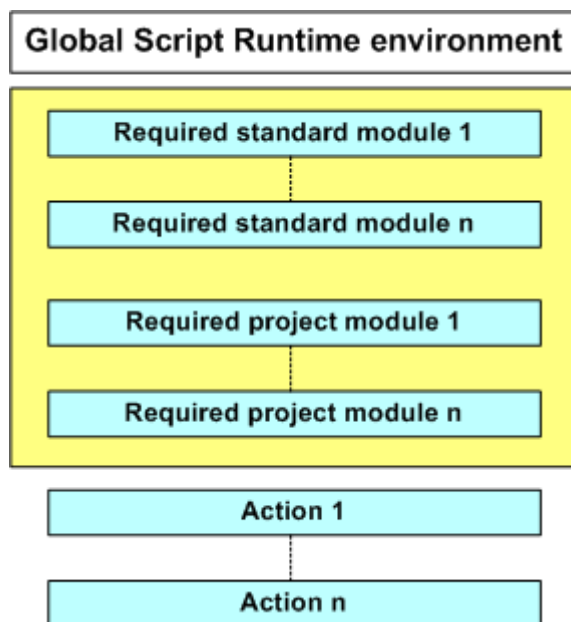 Global Script Runtime environment
Required standard module 1
Required standard module n
Required project module 1
Required project module n
Action 1
Action n